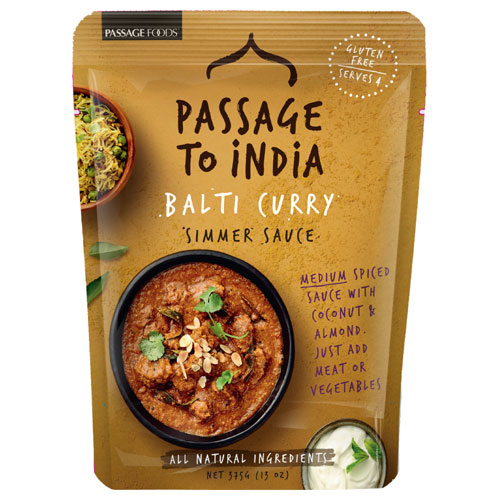 PASSAGE FOODS
GLUTEN
FREE
SERVES 4
PASSAGE
TO INDIA
BALTI CURRY
SIMMER SAUCE
MEDIUM SPICED
SAUCE WITH
COCONUT &
ALMOND.
JUST ADD
MEAT OR
VEGETABLES
ALL NATURAL INGREDIENTS
NET 375G (13 OZ)